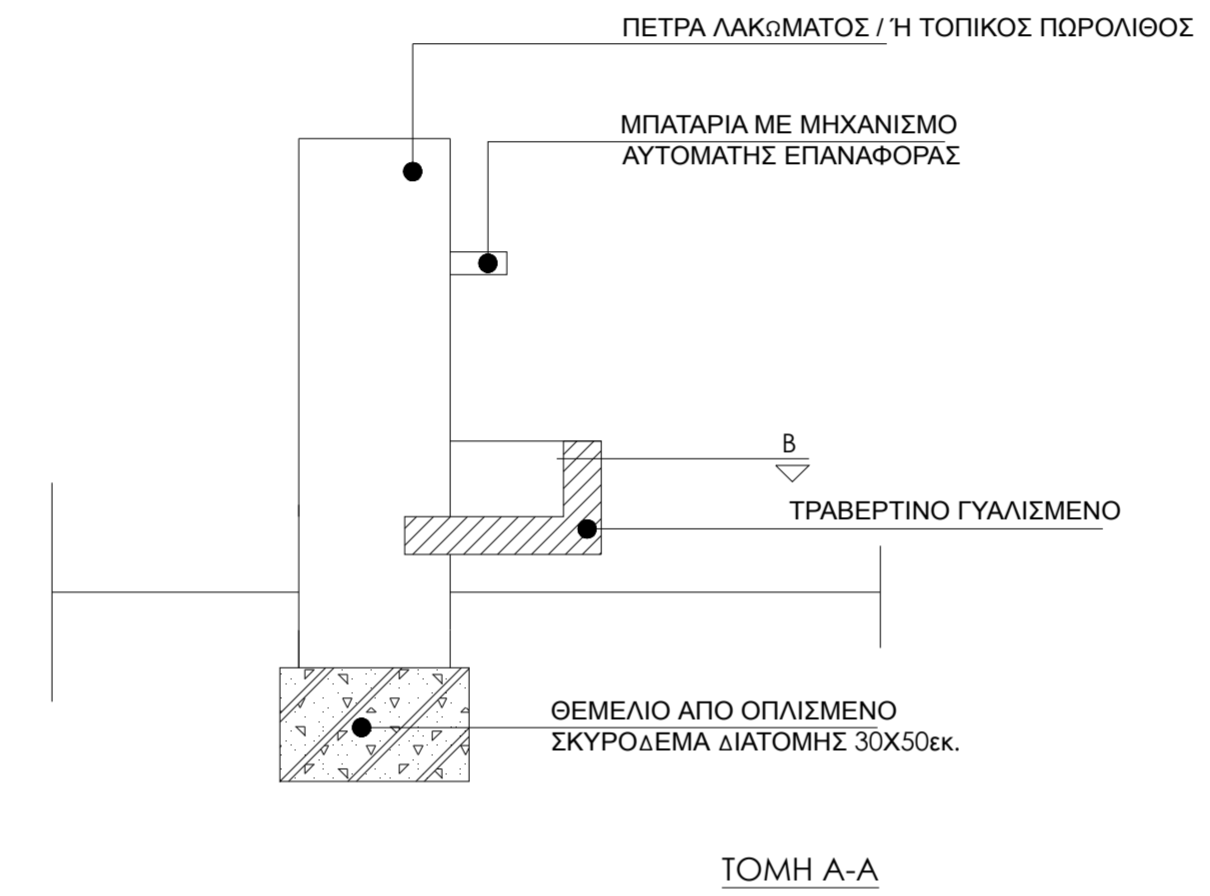 ΠΕΤΡΑ ΛΑΚΩΜΑΤΟΣ / Ή ΤΟΠΙΚΟΣ ΠΩΡΟΛΙΘΟΣ
ΜΠΑΤΑΡΙΑ ΜΕ ΜΗΧΑΝΙΣΜΟ
ΑΥΤΟΜΑΤΗΣ ΕΠΑΝΑΦΟΡΑΣ
Β
ΤΡΑΒΕΡΤΙΝΟ ΓΥΑΛΙΣΜΕΝΟ
ΘΕΜΕΛΙΟ ΑΠΟ ΟΠΛΙΣΜΕΝΟ
ΣΚΥΡΟΔΕΜΑ ΔΙΑΤΟΜΗΣ 30Χ50εκ.
ΤΟΜΗ Α-Α